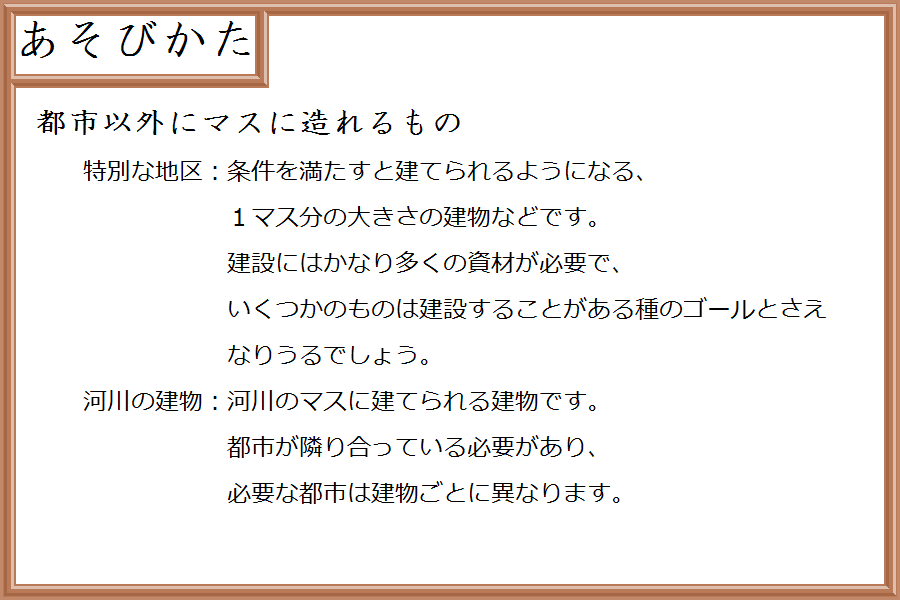 あそびかた
都市以外にマスに造れるもの
特別な地区：条件を満たすと建てられるようになる、
１マス分の大きさの建物などです。
建設にはかなり多くの資材が必要で、
いくつかのものは建設することがある種のゴールとさえ
なりうるでしょう。
河川の建物：河川のマスに建てられる建物です。
都市が隣り合っている必要があり、
必要な都市は建物ごとに異なります。